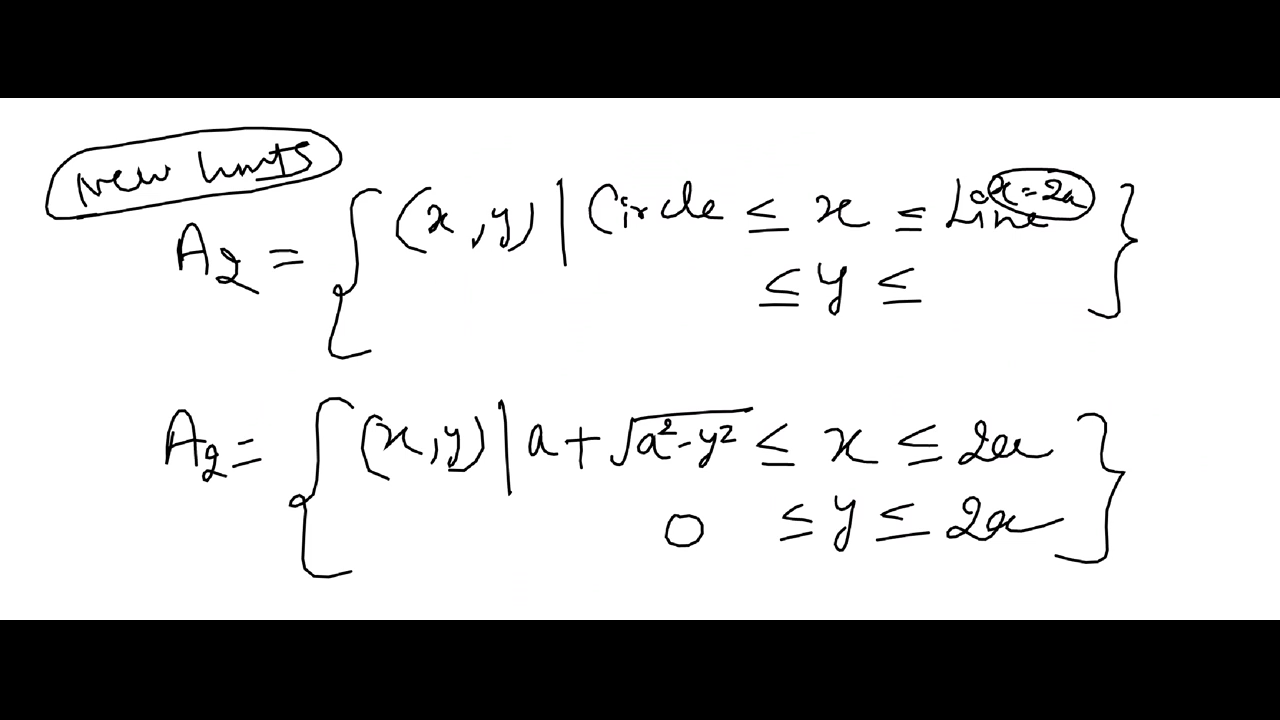 New limits
A₂ = { (x, y) | Circle ≤ x ≤ Line x = 2a }
≤ y ≤
A₂ = { (x, y) | a + √(a² - y²) ≤ x ≤ 2a }
0 ≤ y ≤ 2a